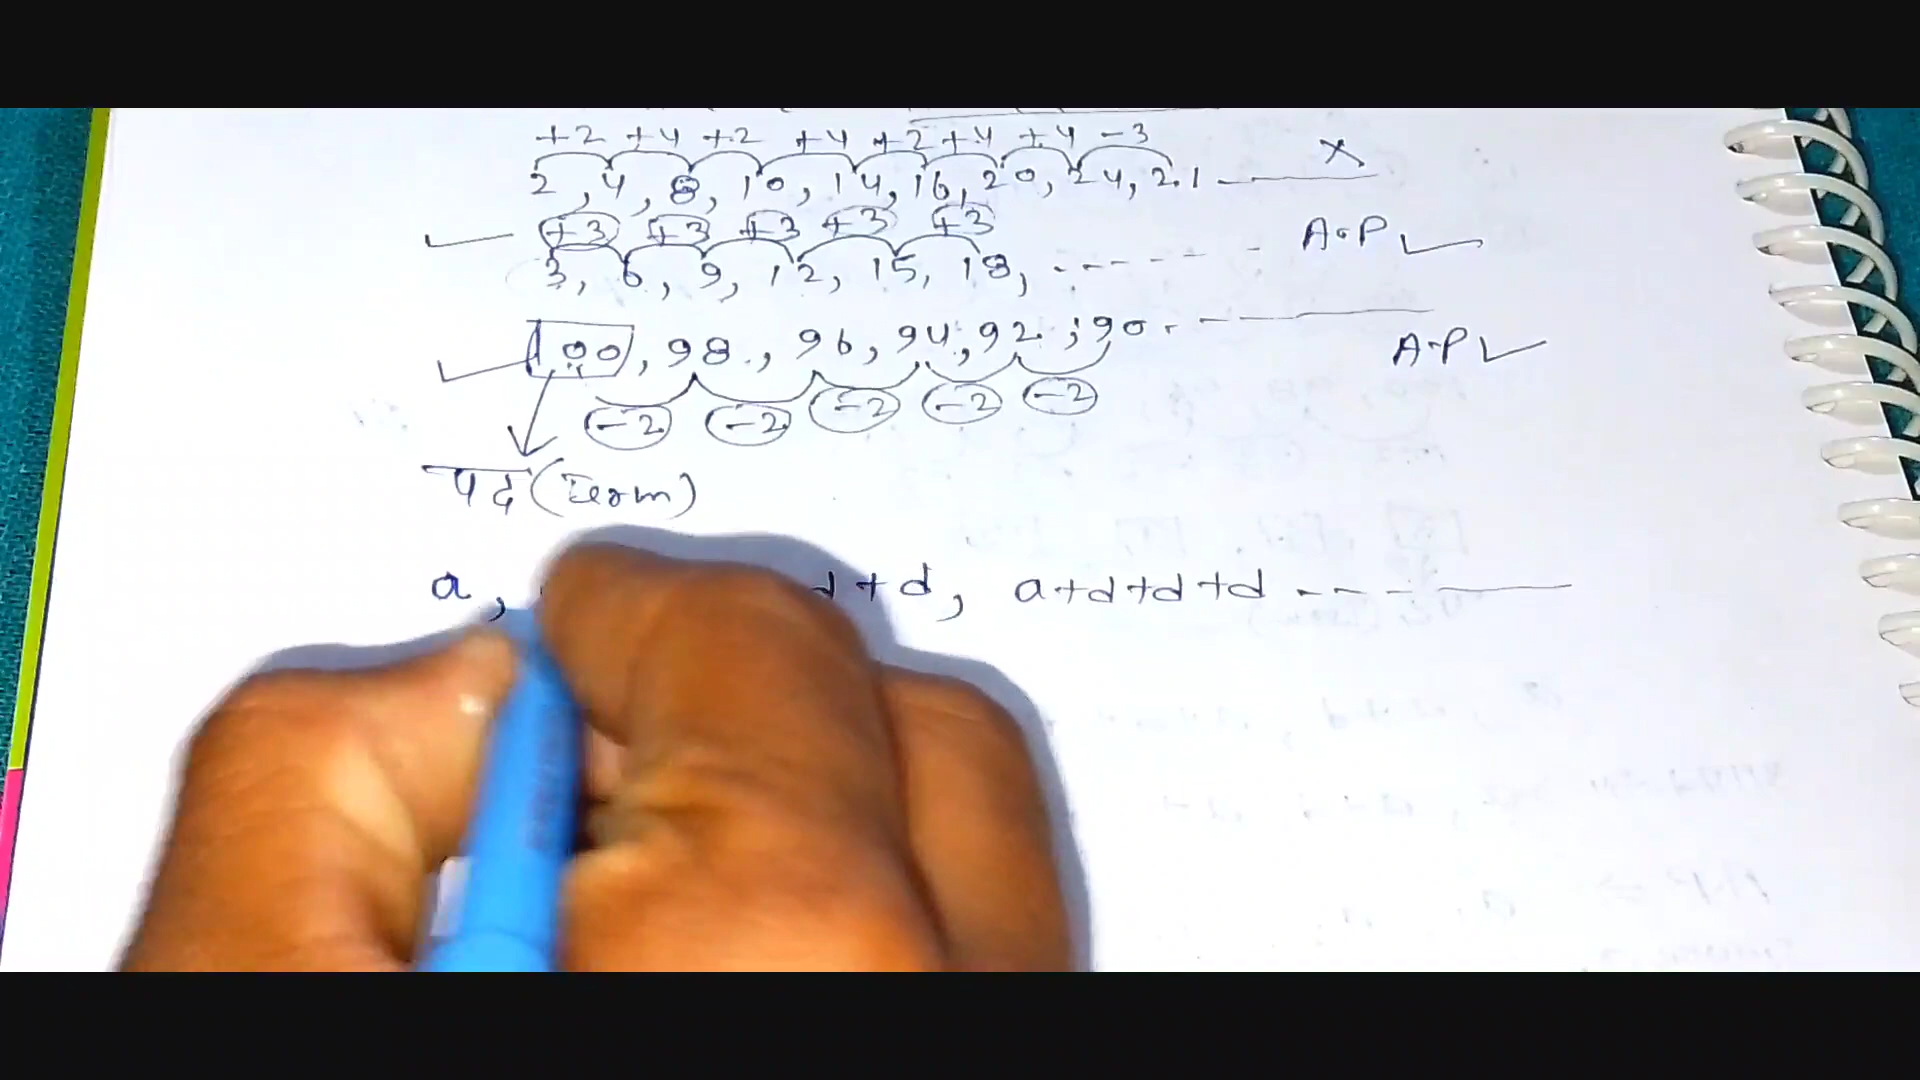 +2 +4 +2 +4 +2 +4 +4 -3
2, 4, 8, 10, 14, 16, 20, 24, 21 ——— ×
+3 +3 +3 +3 +3
3, 6, 9, 12, 15, 18, ------- A.P ✓
100, 98, 96, 94, 92, 90. - ——— A.P ✓
-2 -2 -2 -2 -2
पद (Term)
a, d+d, a+d+d+d --- ———